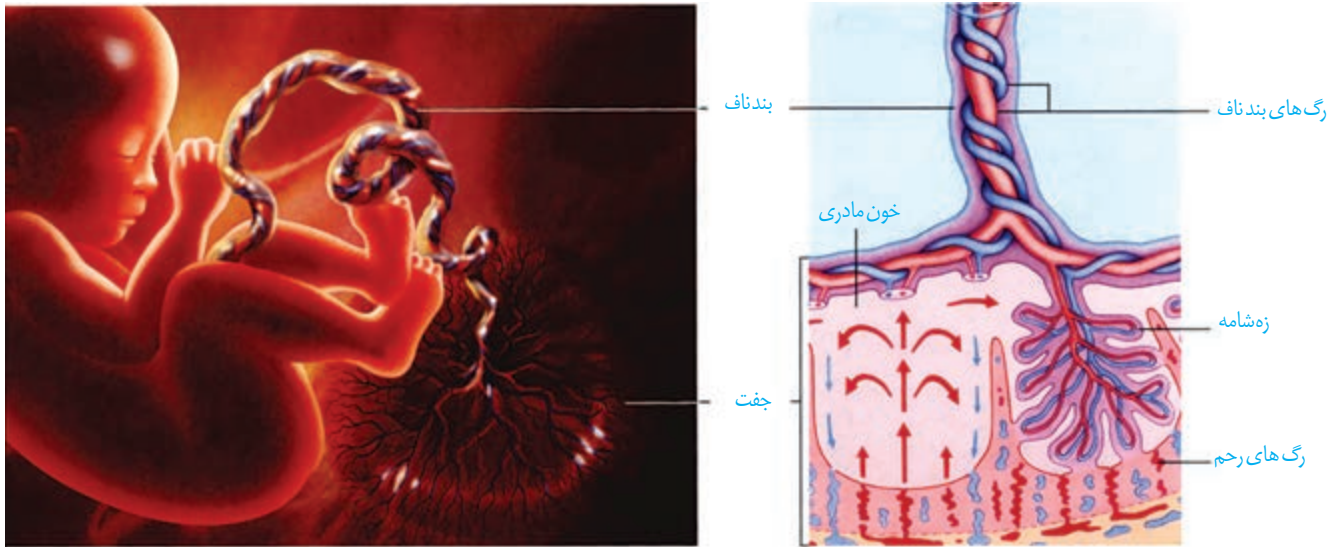 بندناف
رگ‌های بندناف
خون مادری
زه‌شامه
جفت
رگ‌های رحم